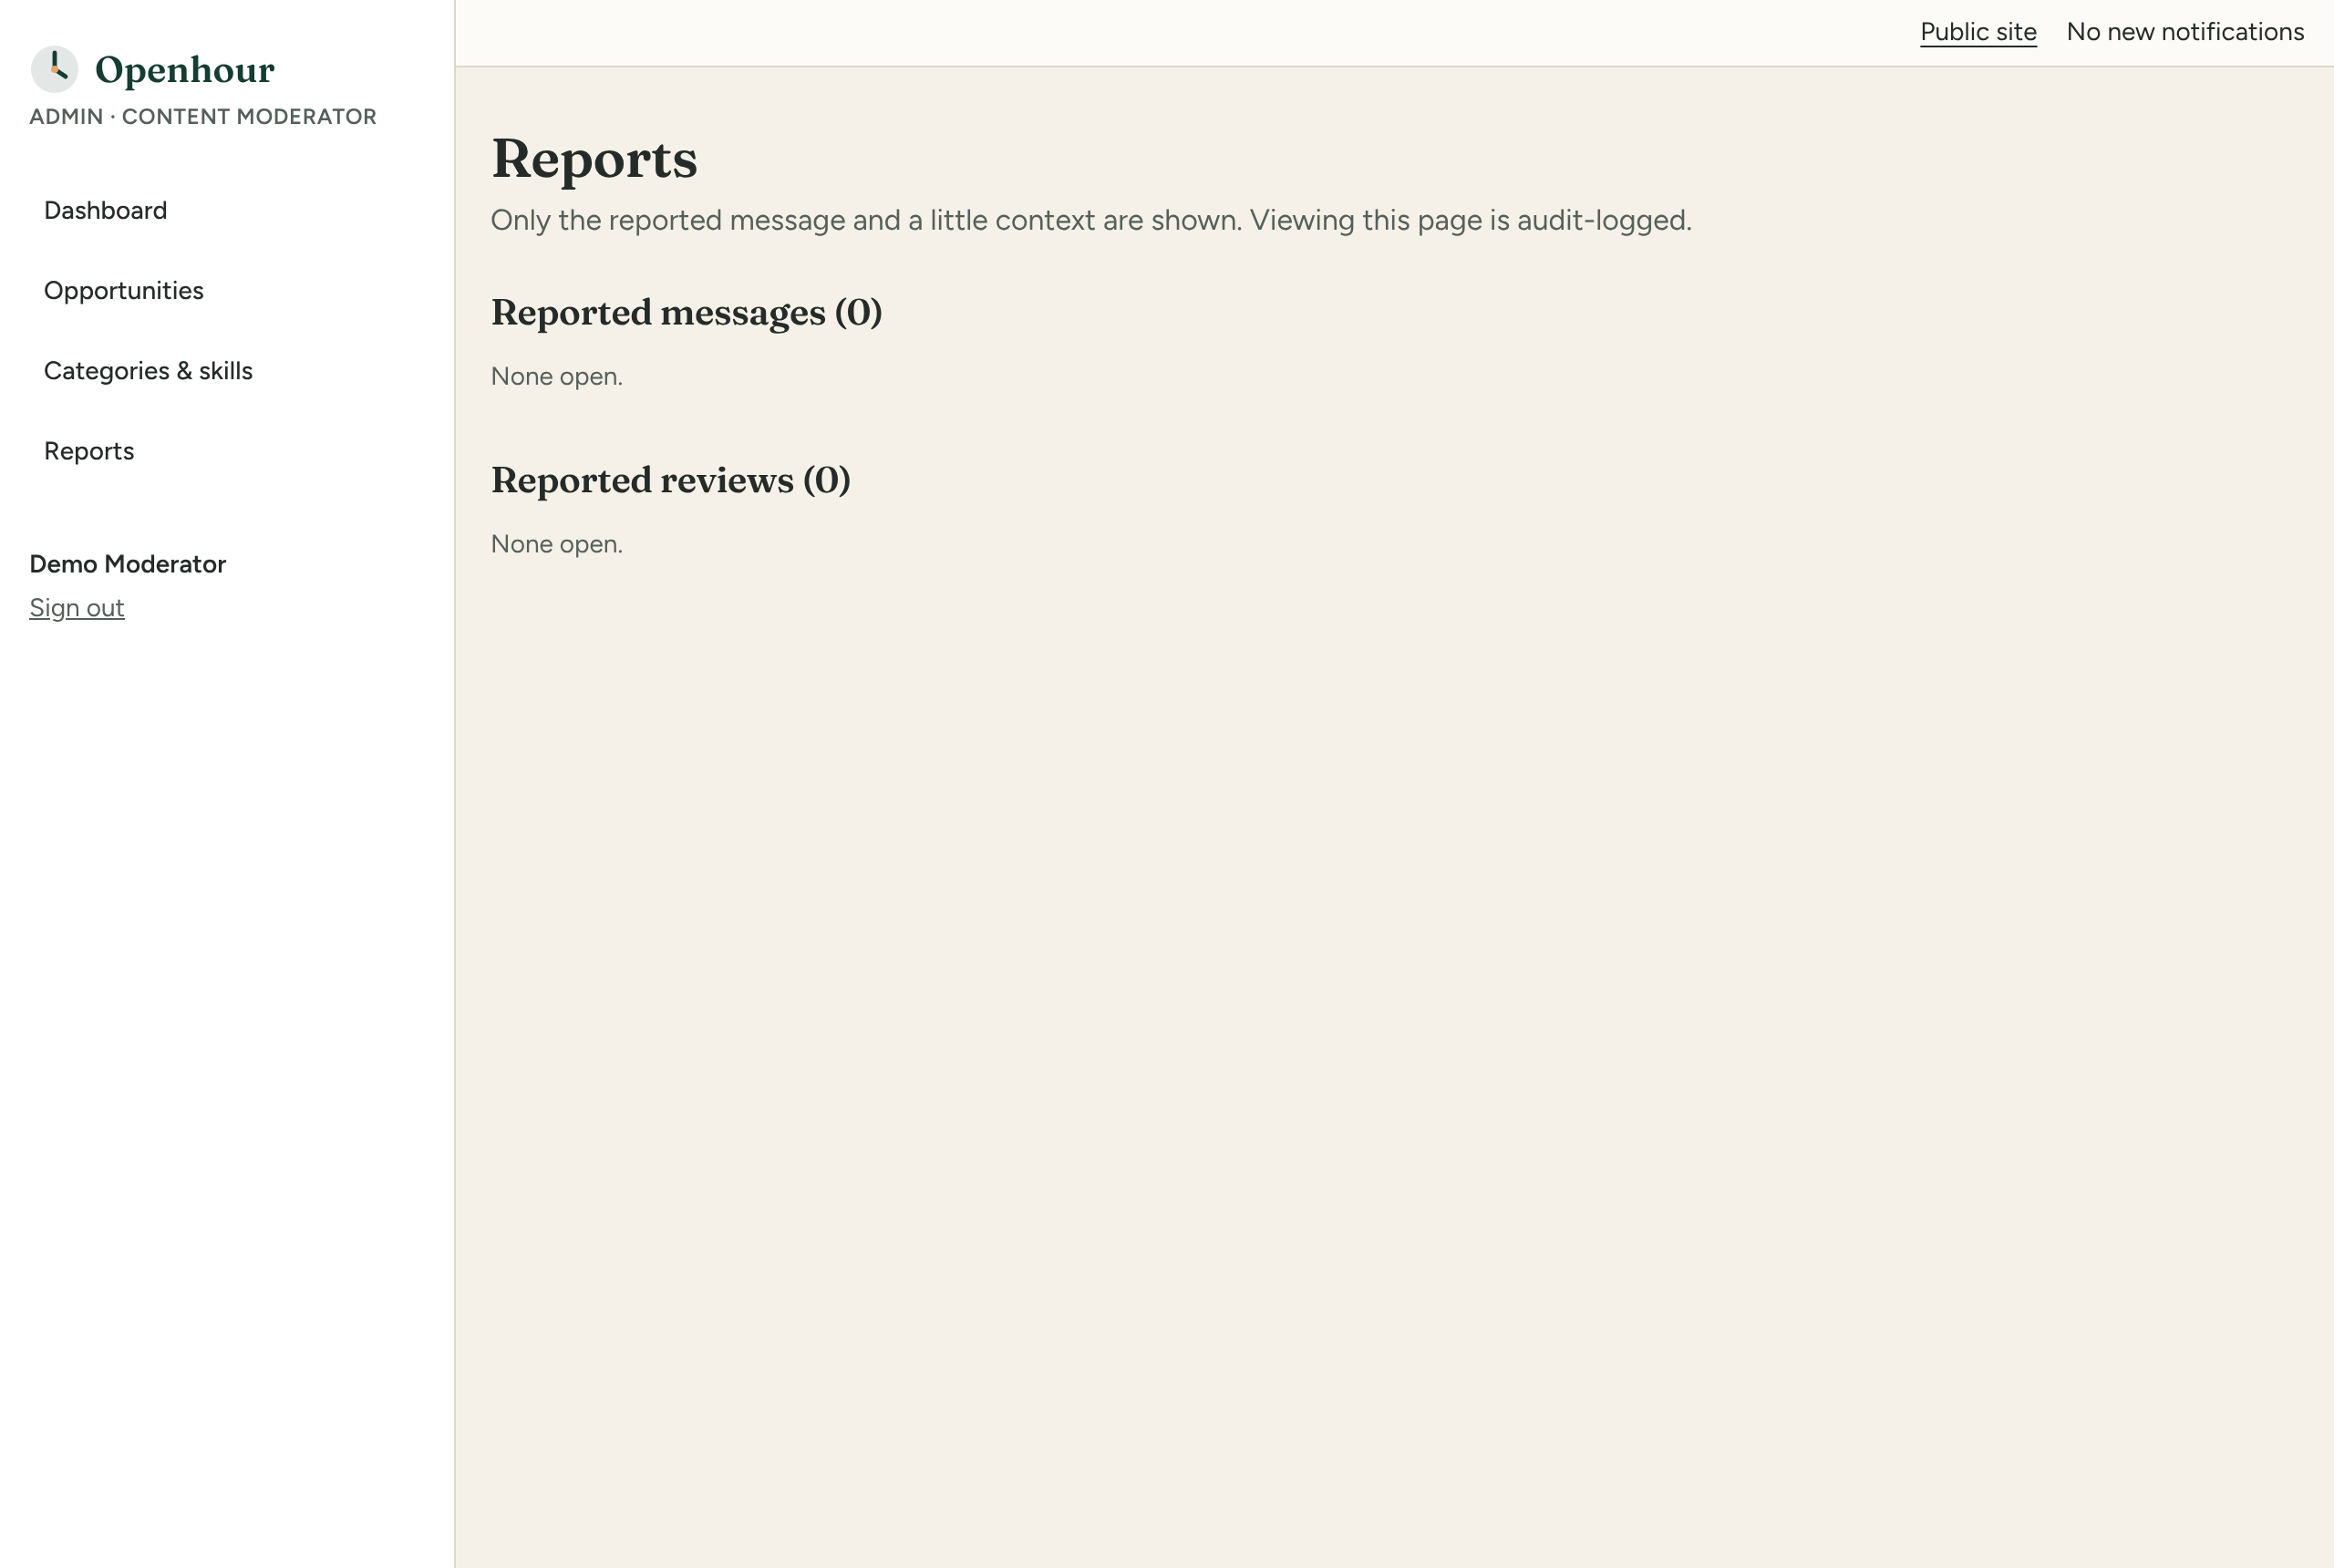 Openhour
ADMIN · CONTENT MODERATOR
Dashboard
Opportunities
Categories & skills
Reports
Demo Moderator
Sign out
Public site
No new notifications
Reports
Only the reported message and a little context are shown. Viewing this page is audit-logged.
Reported messages (0)
None open.
Reported reviews (0)
None open.